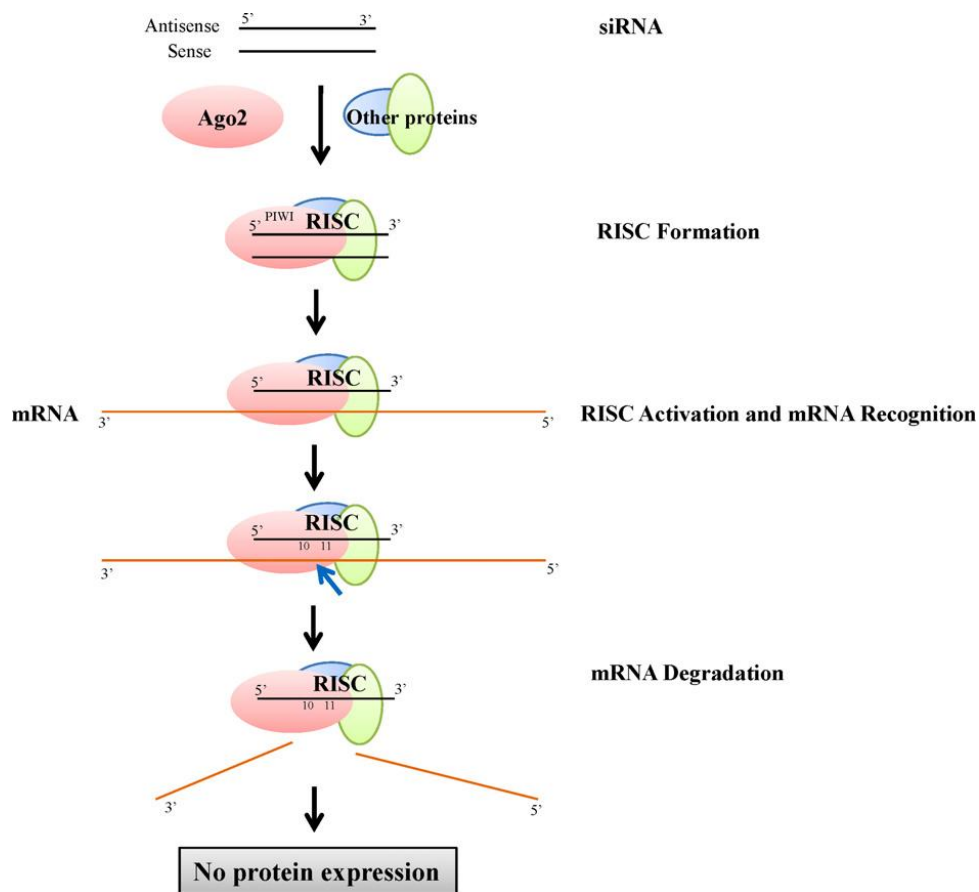 5’ 3’
Antisense
siRNA
Sense
Ago2
Other proteins
PIWI
RISC
5’ 3’
RISC Formation
RISC
5’ 3’
mRNA
RISC Activation and mRNA Recognition
3’ 5’
RISC
5’ 3’
10 11
3’ 5’
mRNA Degradation
RISC
5’ 3’
10 11
3’ 5’
No protein expression